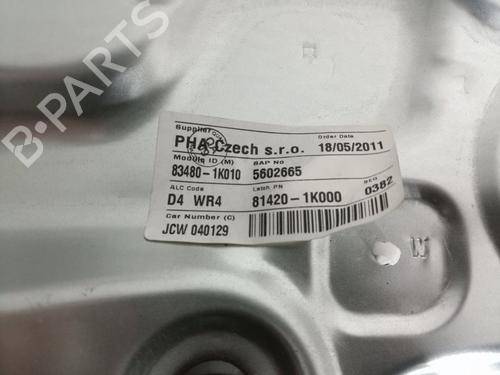 Supplier Order Date
PHA Czech s.r.o. 18/05/2011
Module ID (M) SAP No
83480-1K010 5602665
SEQ
0382
ALC Code Latch PN
D4 WR4 81420-1K000
Car Number (C)
JCW 040129
W
B-PARTS